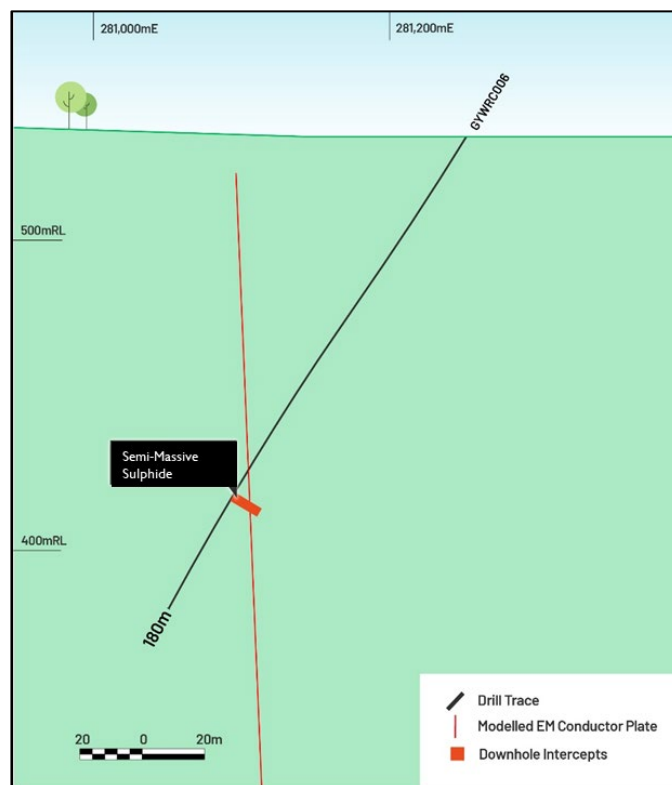 281,000mE
281,200mE
GYWRC006
500mRL
Semi-Massive
Sulphide
400mRL
180m
20 0 20m
Drill Trace
Modelled EM Conductor Plate
Downhole Intercepts